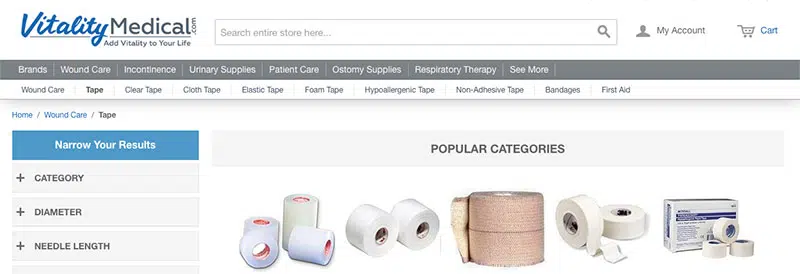 VitalityMedical.com
Add Vitality to Your Life
Search entire store here...
My Account
Cart
Brands Wound Care Incontinence Urinary Supplies Patient Care Ostomy Supplies Respiratory Therapy See More
Wound Care Tape Clear Tape Cloth Tape Elastic Tape Foam Tape Hypoallergenic Tape Non-Adhesive Tape Bandages First Aid
Home / Wound Care / Tape
Narrow Your Results
POPULAR CATEGORIES
+ CATEGORY
+ DIAMETER
+ NEEDLE LENGTH